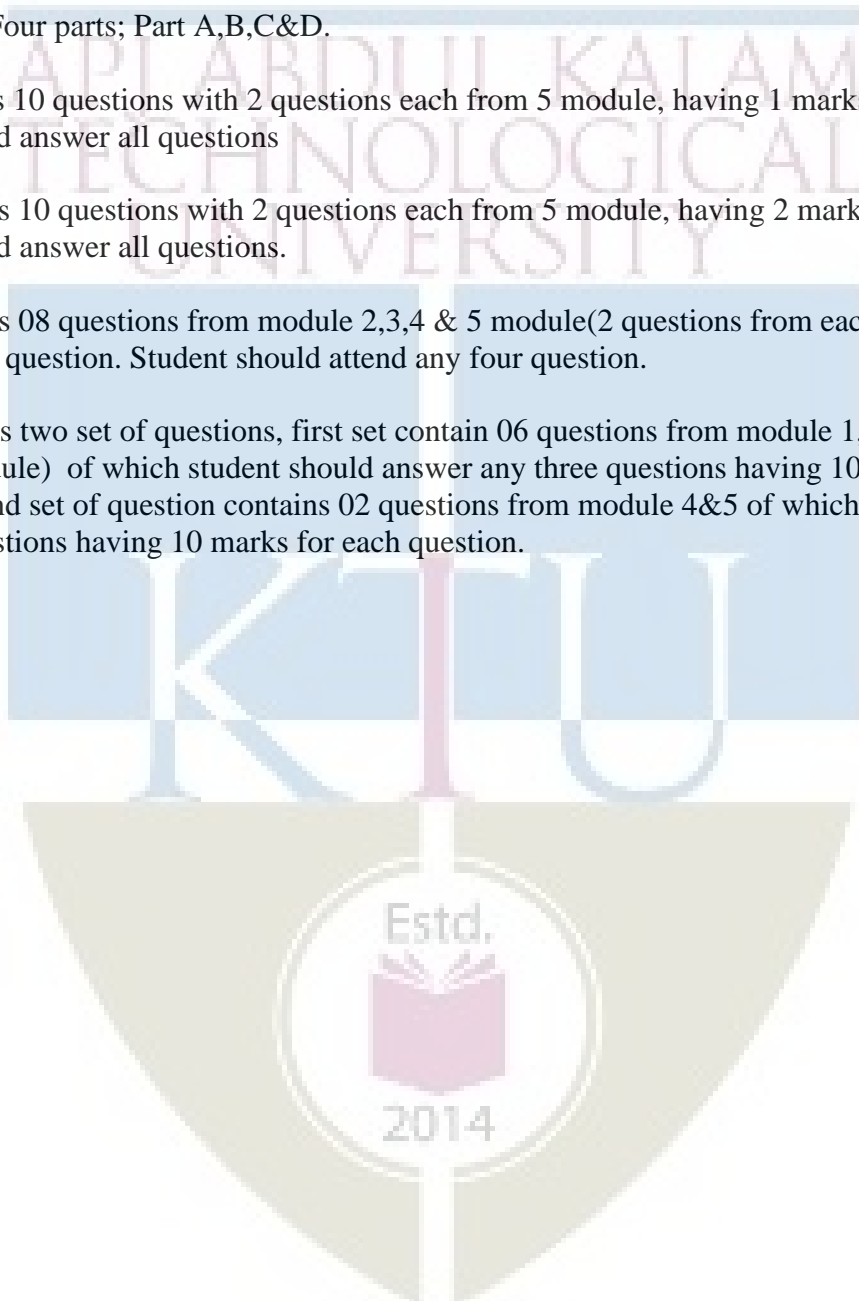 Four parts; Part A,B,C&D.
APJ ABDUL KALAM
s 10 questions with 2 questions each from 5 module, having 1 mark
d answer all questions
TECHNOLOGICAL
s 10 questions with 2 questions each from 5 module, having 2 mark
d answer all questions.
UNIVERSITY
s 08 questions from module 2,3,4 & 5 module(2 questions from eac
question. Student should attend any four question.
s two set of questions, first set contain 06 questions from module 1,
ule) of which student should answer any three questions having 10
nd set of question contains 02 questions from module 4&5 of which
stions having 10 marks for each question.
KTU
Estd.
2014